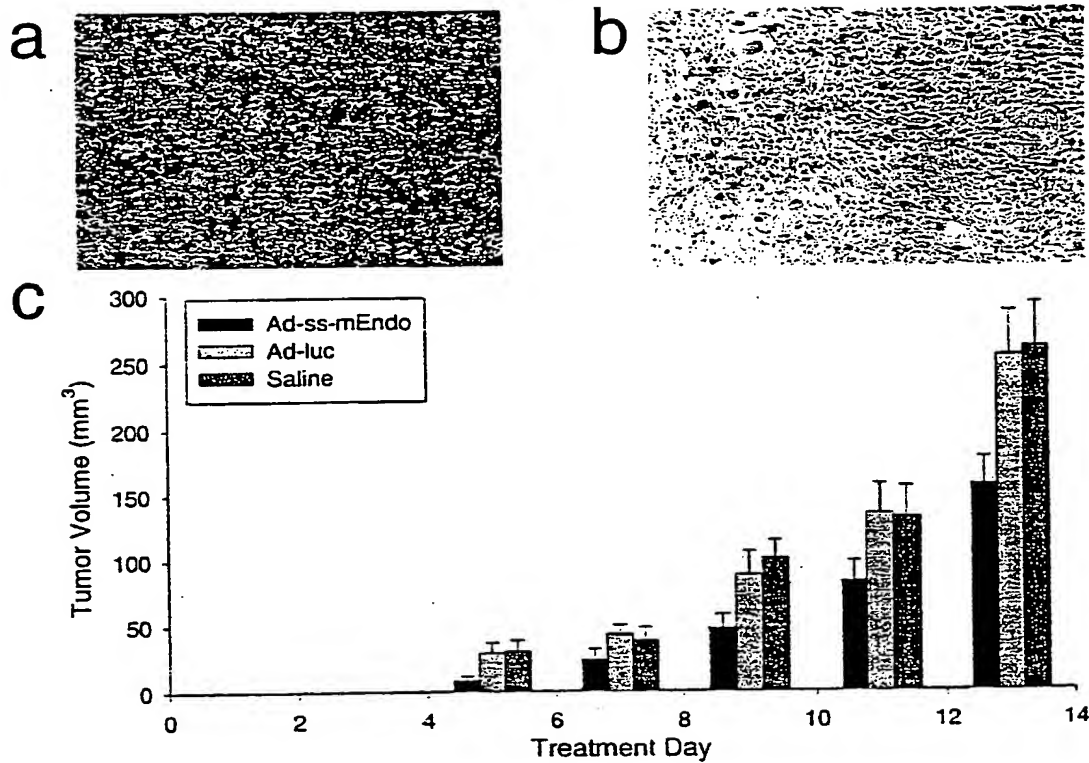 a
b
c
Tumor Volume (mm³)
300
250
200
150
100
50
0
Ad-ss-mEndo
Ad-luc
Saline
0 2 4 6 8 10 12 14
Treatment Day